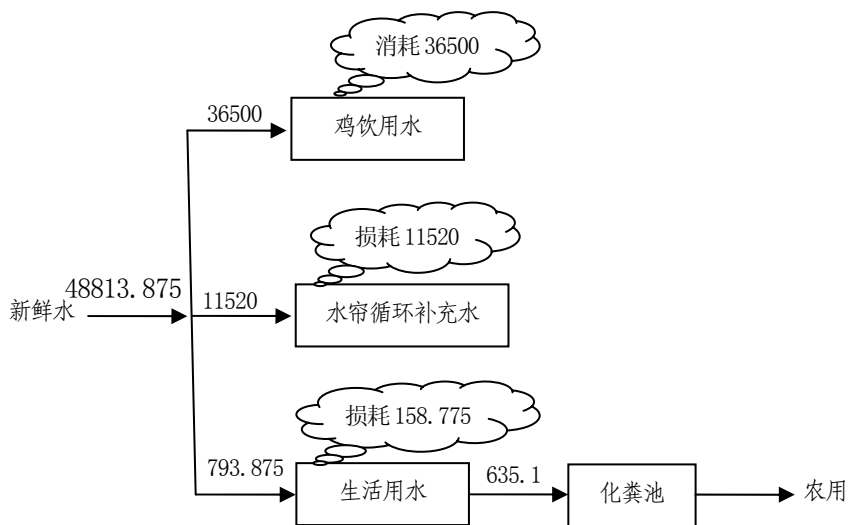 消耗 36500
36500
鸡饮用水
损耗 11520
新鲜水
48813.875
11520
水帘循环补充水
损耗 158.775
793.875
生活用水
635.1
化粪池
农用